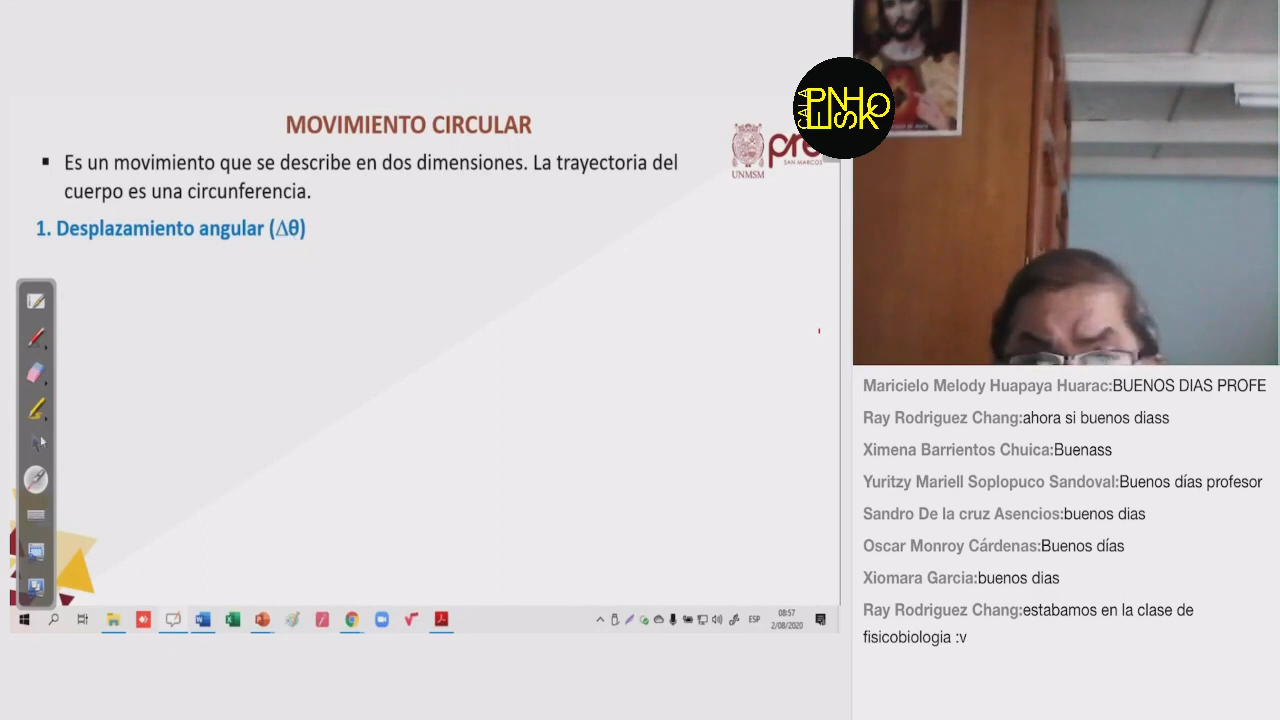 MOVIMIENTO CIRCULAR
▪ Es un movimiento que se describe en dos dimensiones. La trayectoria del
cuerpo es una circunferencia.
1. Desplazamiento angular (Δθ)
UNMSM
pre
SAN MARCOS
08:57
ESP
2/08/2020
Maricielo Melody Huapaya Huarac:BUENOS DIAS PROFE
Ray Rodriguez Chang:ahora si buenos diass
Ximena Barrientos Chuica:Buenass
Yuritzy Mariell Soplopuco Sandoval:Buenos días profesor
Sandro De la cruz Asencios:buenos dias
Oscar Monroy Cárdenas:Buenos días
Xiomara Garcia:buenos dias
Ray Rodriguez Chang:estabamos en la clase de
fisicobiologia :v